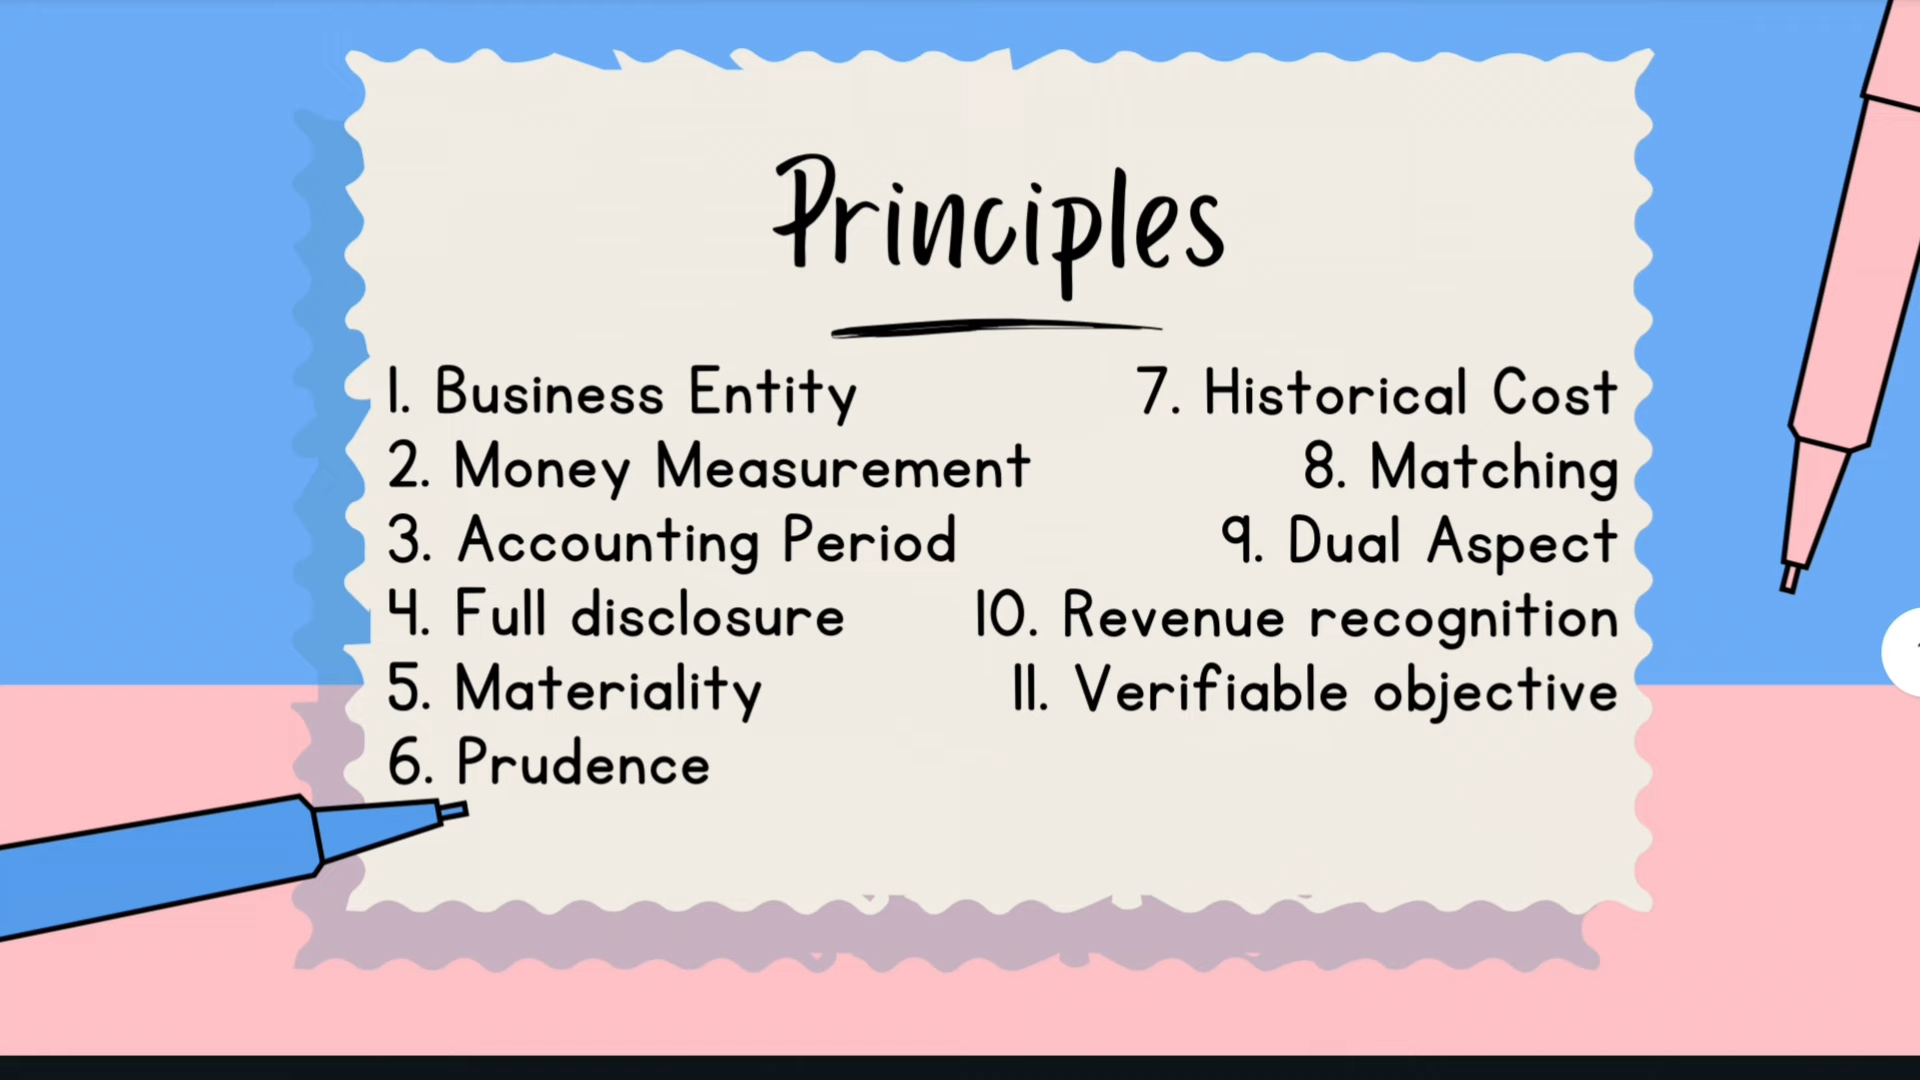 Principles
1. Business Entity
2. Money Measurement
3. Accounting Period
4. Full disclosure
5. Materiality
6. Prudence
7. Historical Cost
8. Matching
9. Dual Aspect
10. Revenue recognition
11. Verifiable objective